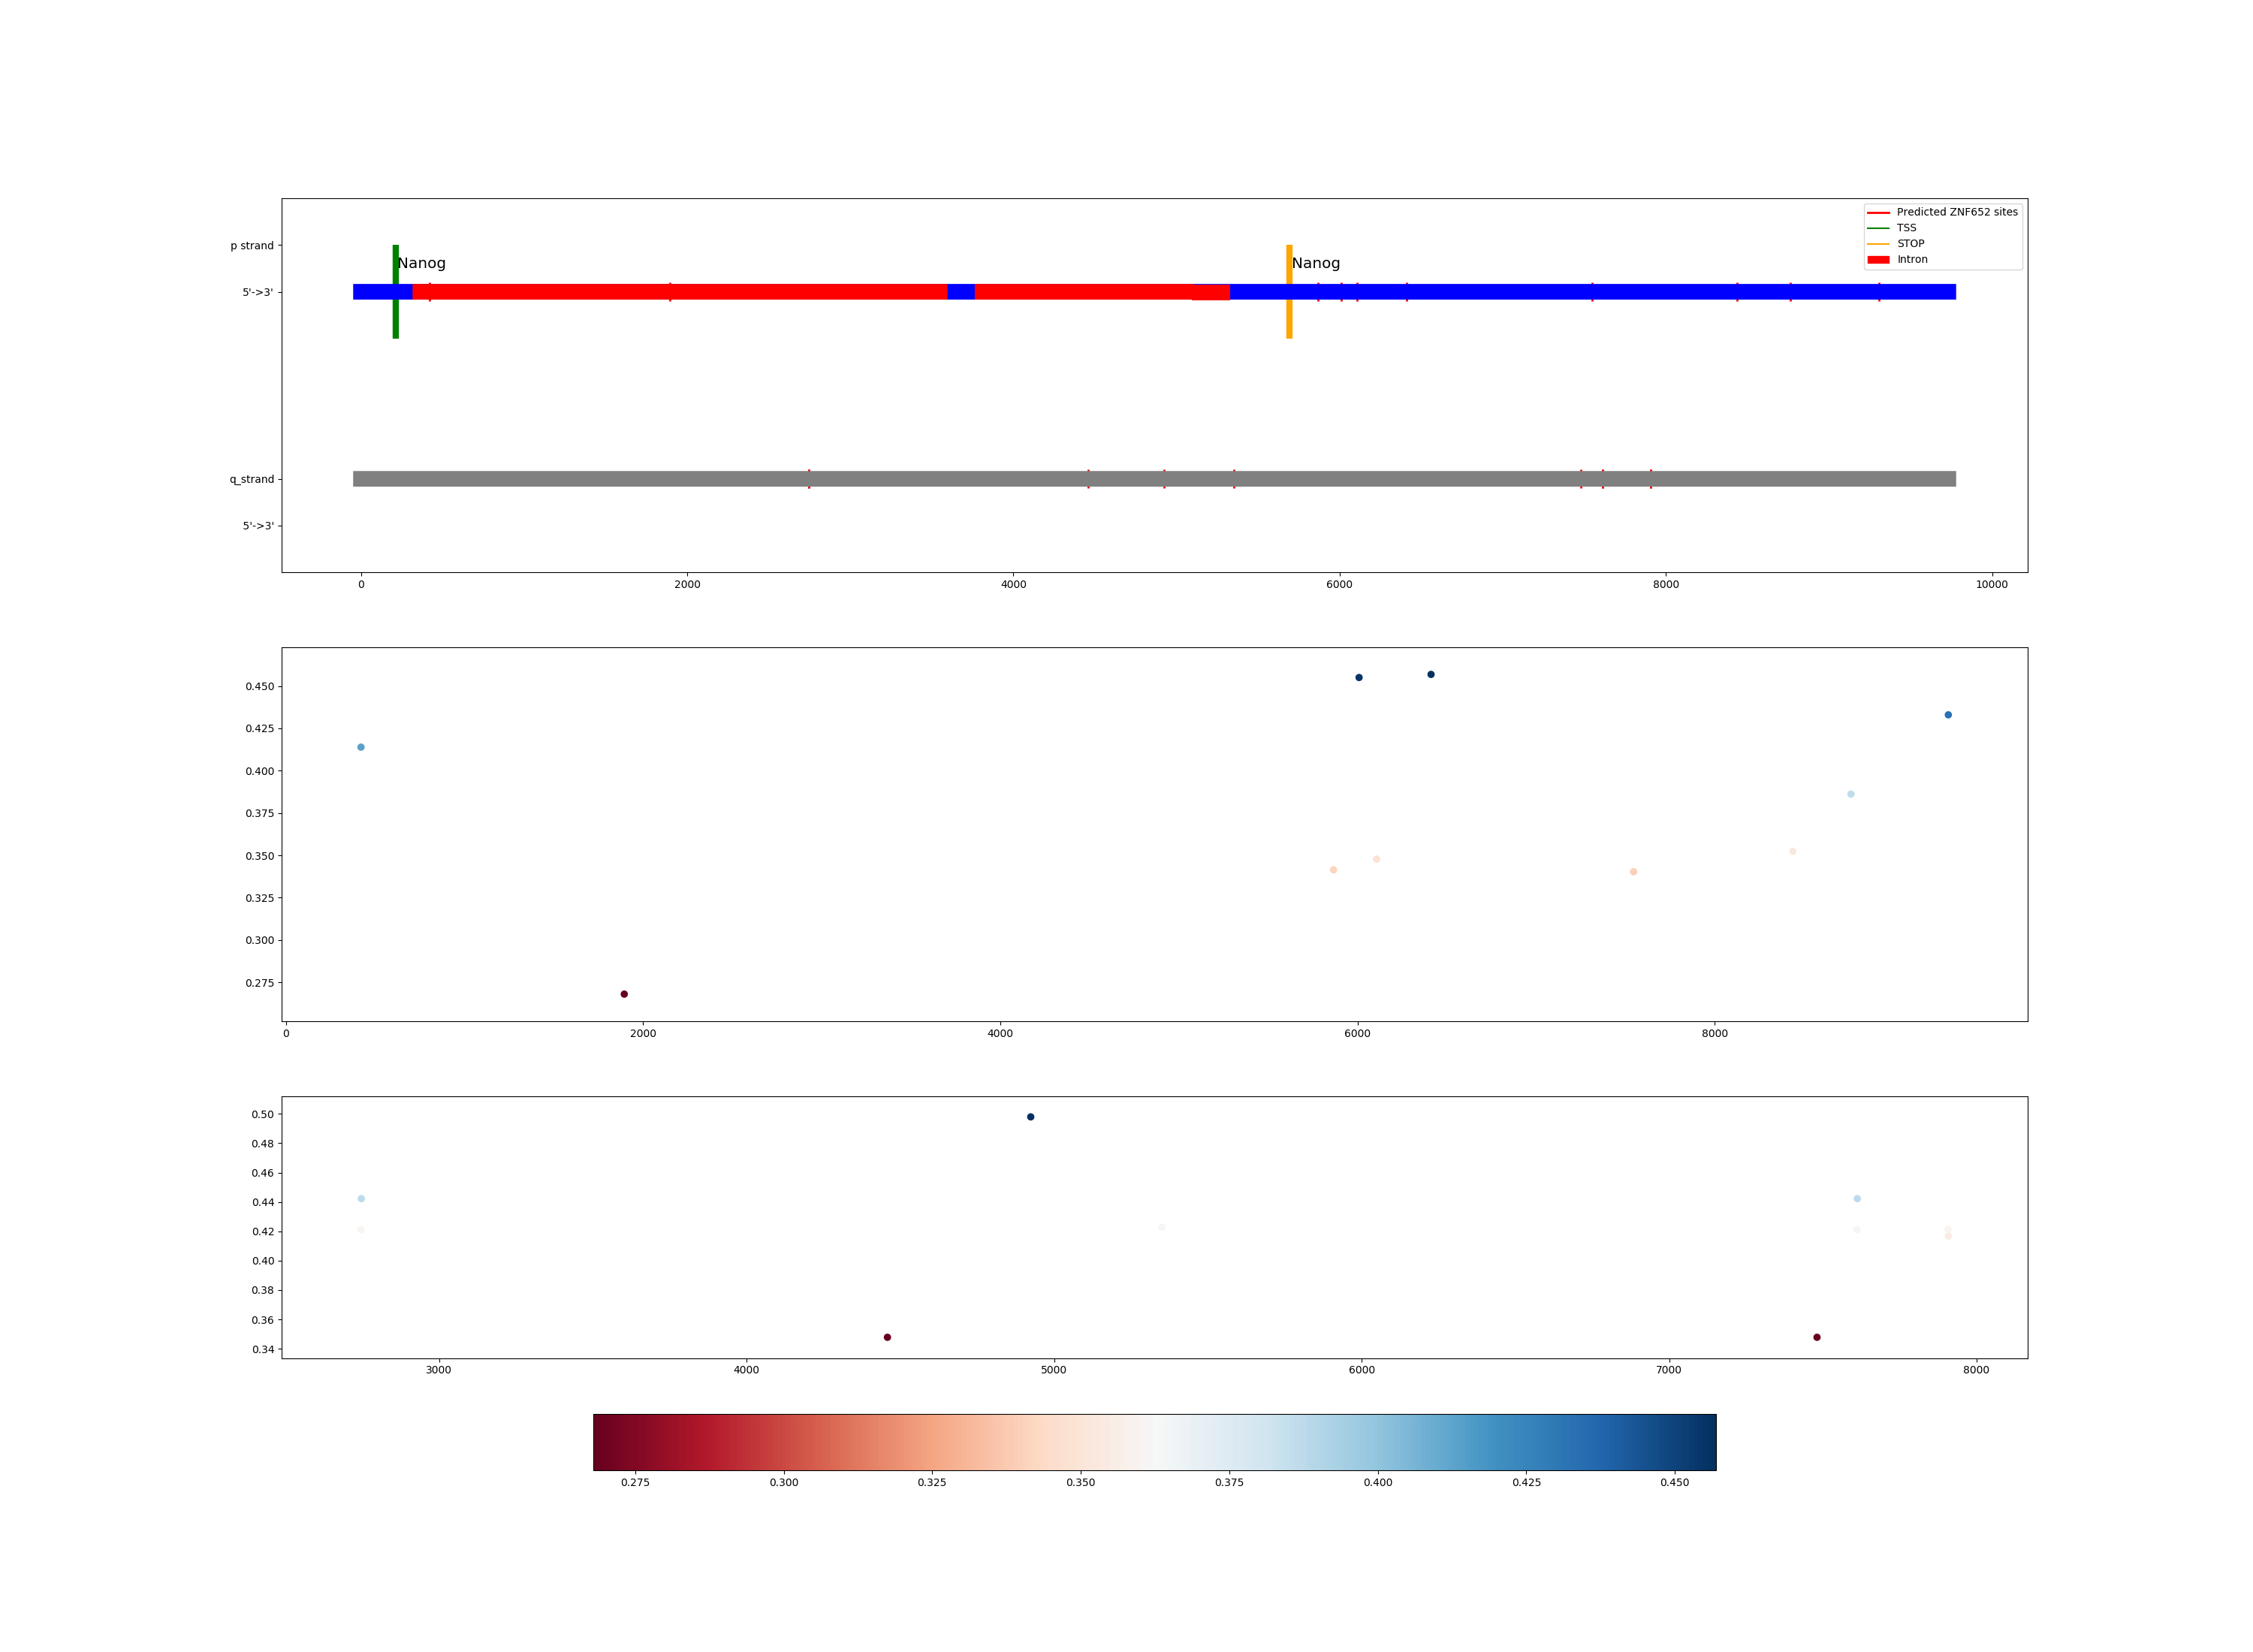 p strand
5'->3'
q_strand
5'->3'
Nanog
Nanog
Predicted ZNF652 sites
TSS
STOP
Intron
0 2000 4000 6000 8000 10000
0.450
0.425
0.400
0.375
0.350
0.325
0.300
0.275
0 2000 4000 6000 8000
0.50
0.48
0.46
0.44
0.42
0.40
0.38
0.36
0.34
3000 4000 5000 6000 7000 8000
0.275 0.300 0.325 0.350 0.375 0.400 0.425 0.450